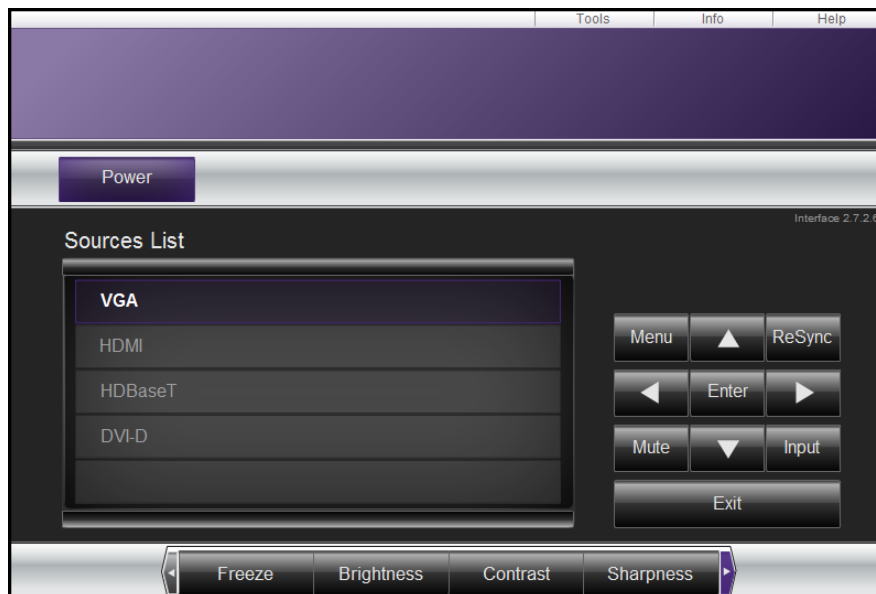 Tools Info Help
Power
Interface 2.7.2.6
Sources List
VGA
HDMI
HDBaseT
DVI-D
Menu ReSync
Enter
Mute Input
Exit
Freeze Brightness Contrast Sharpness